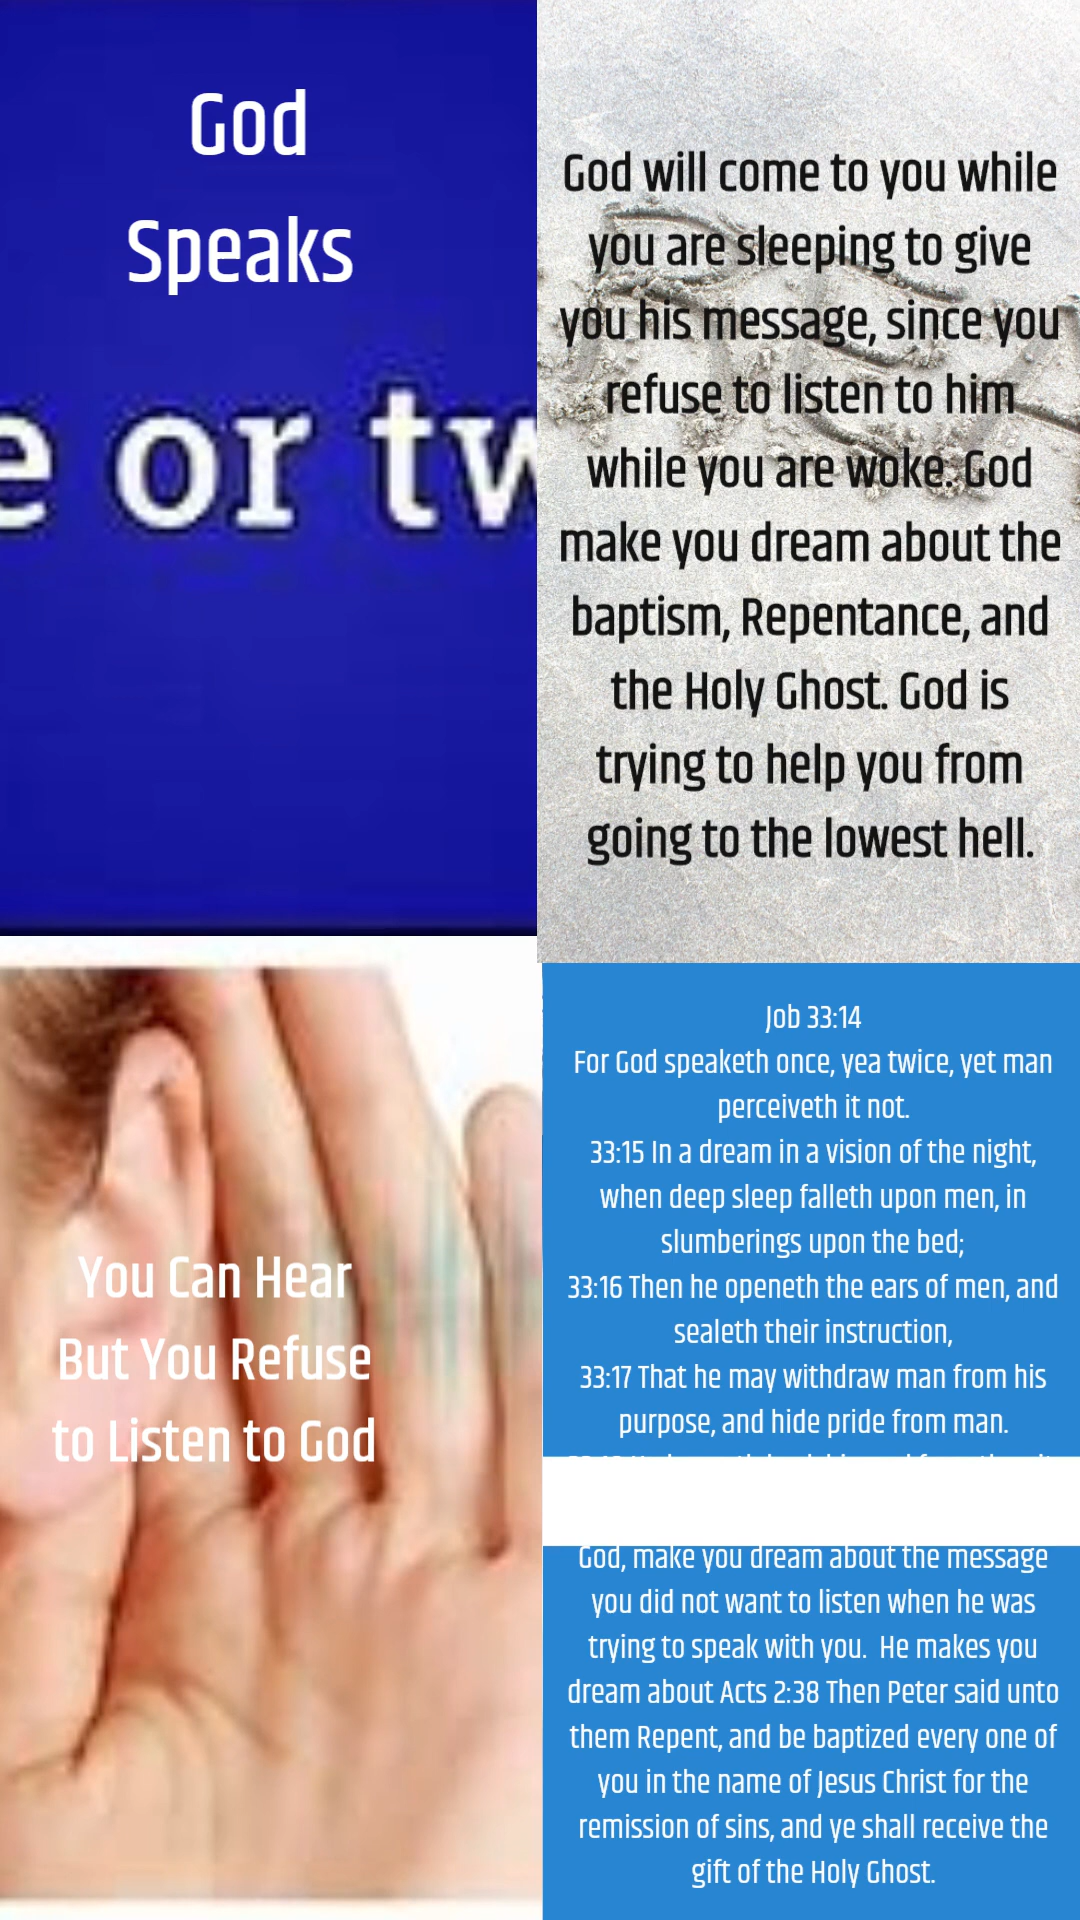 God
Speaks
e or tw
God will come to you while
you are sleeping to give
you his message, since you
refuse to listen to him
while you are woke. God
make you dream about the
baptism, Repentance, and
the Holy Ghost. God is
trying to help you from
going to the lowest hell.
You Can Hear
But You Refuse
to Listen to God
Job 33:14
For God speaketh once, yea twice, yet man
perceiveth it not.
33:15 In a dream in a vision of the night,
when deep sleep falleth upon men, in
slumberings upon the bed;
33:16 Then he openeth the ears of men, and
sealeth their instruction,
33:17 That he may withdraw man from his
purpose, and hide pride from man.
God, make you dream about the message
you did not want to listen when he was
trying to speak with you. He makes you
dream about Acts 2:38 Then Peter said unto
them Repent, and be baptized every one of
you in the name of Jesus Christ for the
remission of sins, and ye shall receive the
gift of the Holy Ghost.